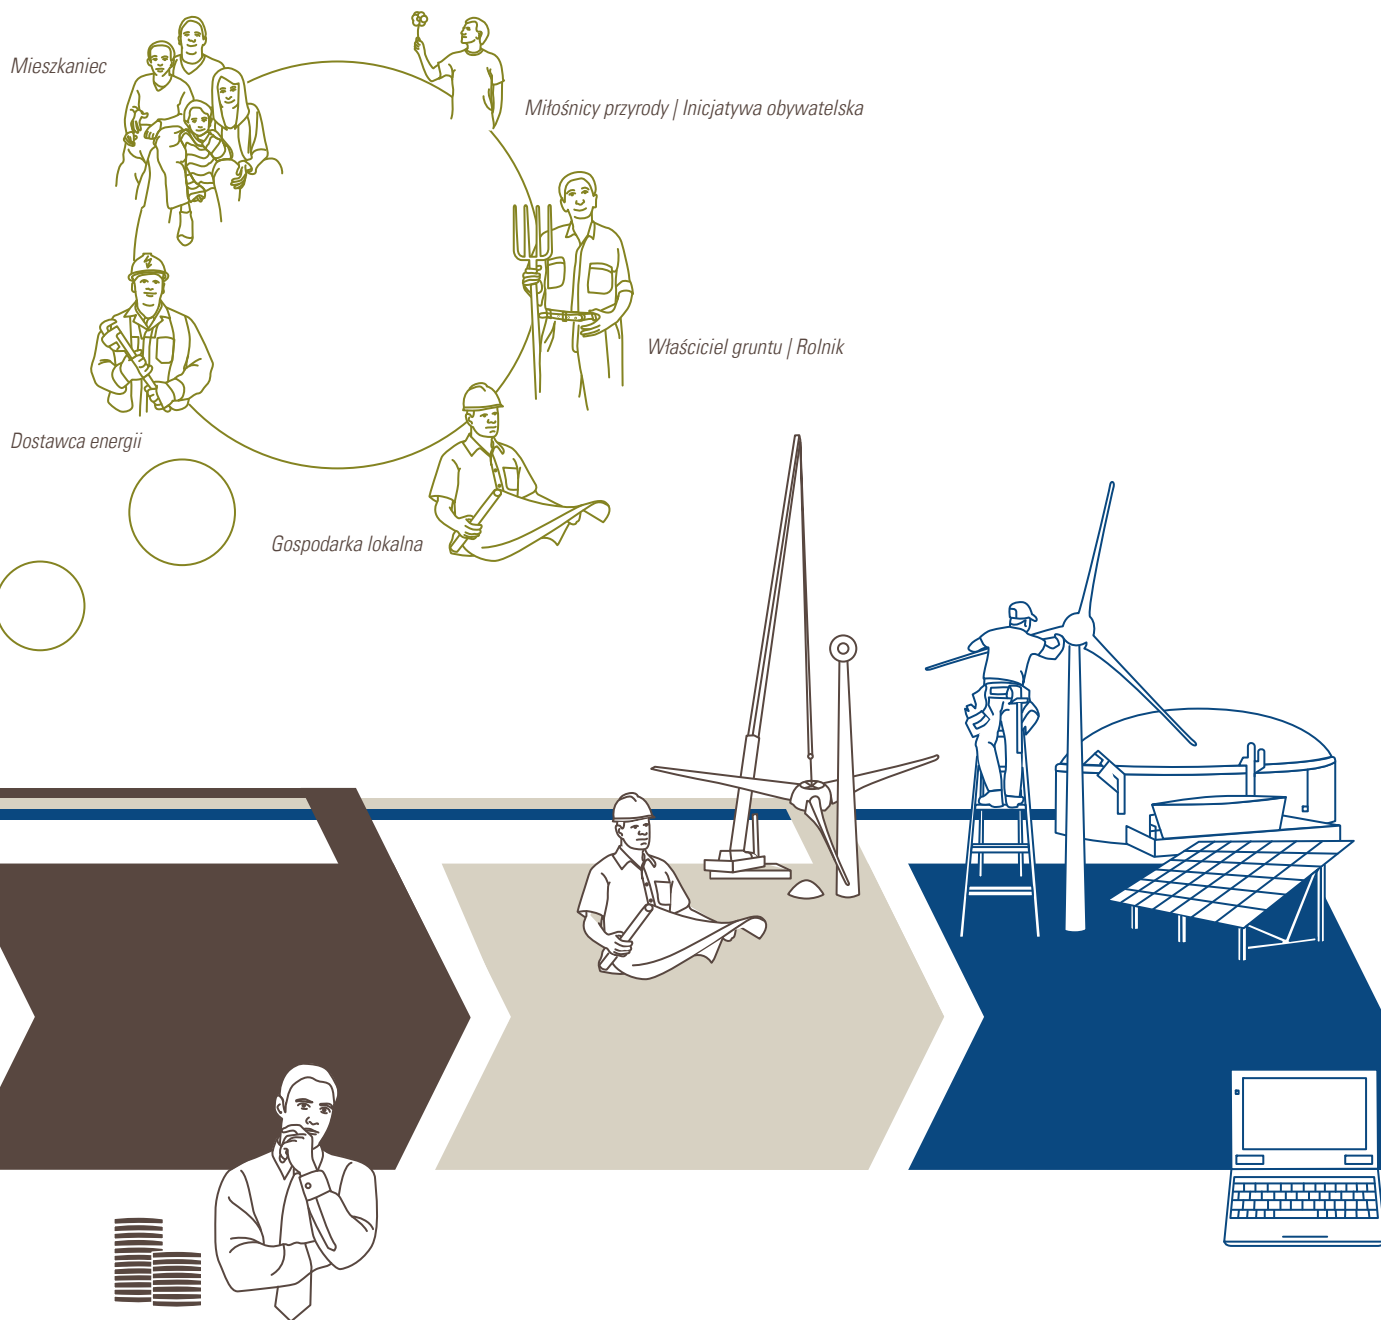 Mieszkaniec
Miłośnicy przyrody | Inicjatywa obywatelska
Właściciel gruntu | Rolnik
Dostawca energii
Gospodarka lokalna